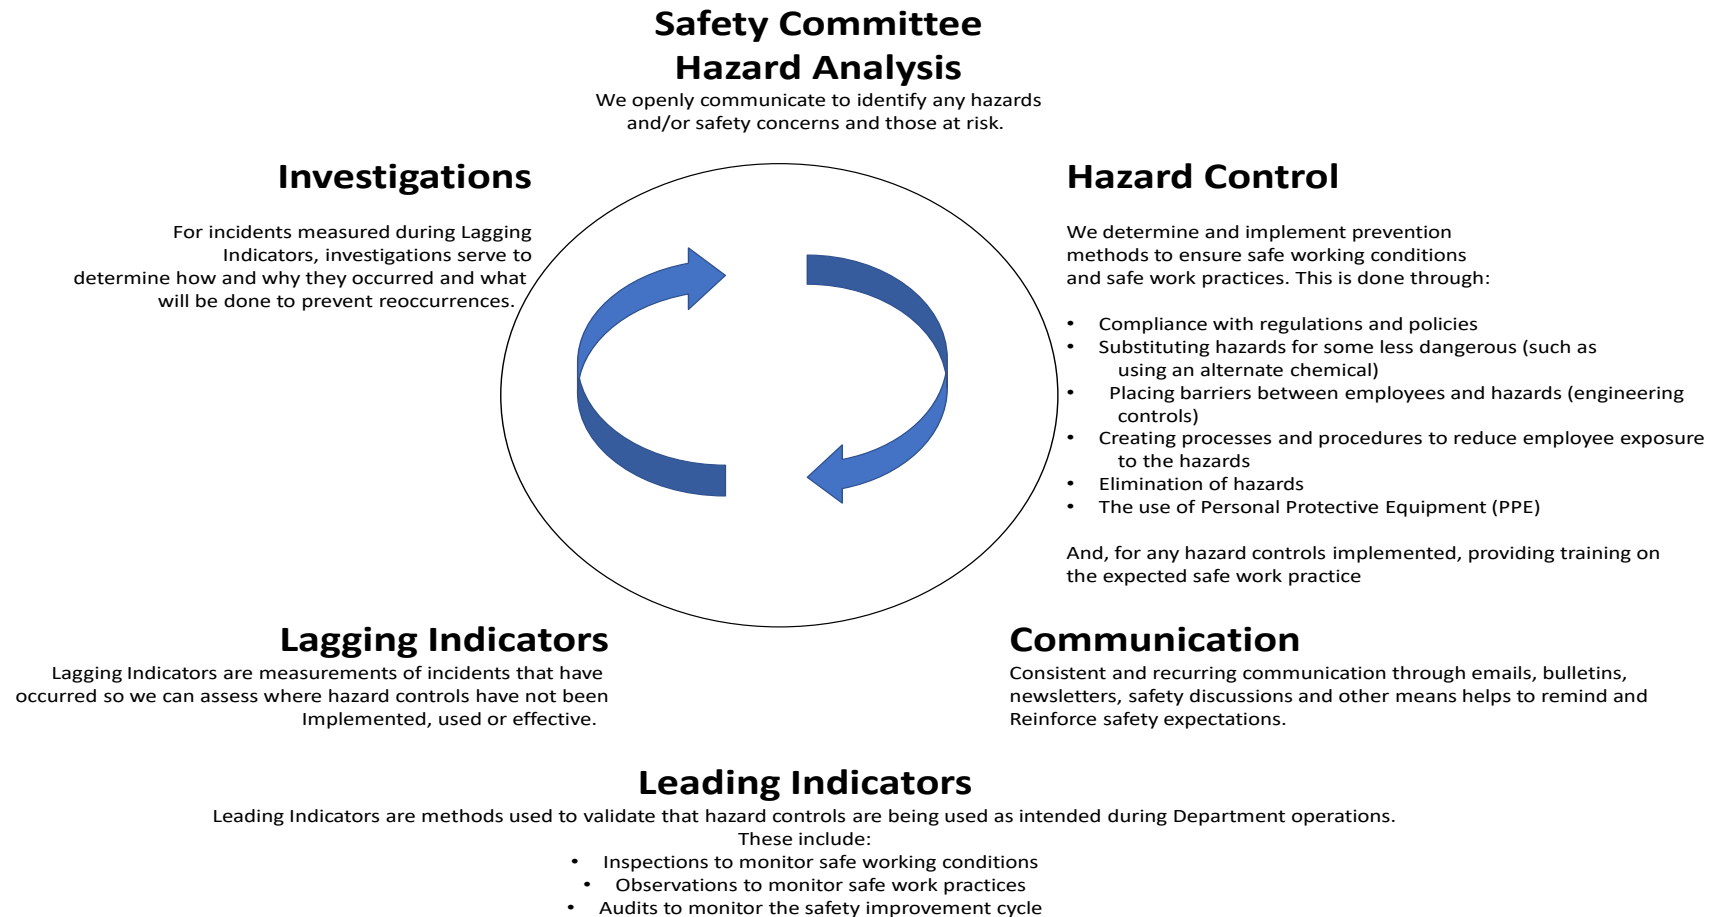 Safety Committee
Hazard Analysis
We openly communicate to identify any hazards
and/or safety concerns and those at risk.
Investigations
For incidents measured during Lagging
Indicators, investigations serve to
determine how and why they occurred and what
will be done to prevent reoccurrences.
Hazard Control
We determine and implement prevention
methods to ensure safe working conditions
and safe work practices. This is done through:
• Compliance with regulations and policies
• Substituting hazards for some less dangerous (such as
using an alternate chemical)
• Placing barriers between employees and hazards (engineering
controls)
• Creating processes and procedures to reduce employee exposure
to the hazards
• Elimination of hazards
• The use of Personal Protective Equipment (PPE)
And, for any hazard controls implemented, providing training on
the expected safe work practice
Lagging Indicators
Lagging Indicators are measurements of incidents that have
occurred so we can assess where hazard controls have not been
Implemented, used or effective.
Communication
Consistent and recurring communication through emails, bulletins,
newsletters, safety discussions and other means helps to remind and
Reinforce safety expectations.
Leading Indicators
Leading Indicators are methods used to validate that hazard controls are being used as intended during Department operations.
These include:
• Inspections to monitor safe working conditions
• Observations to monitor safe work practices
• Audits to monitor the safety improvement cycle